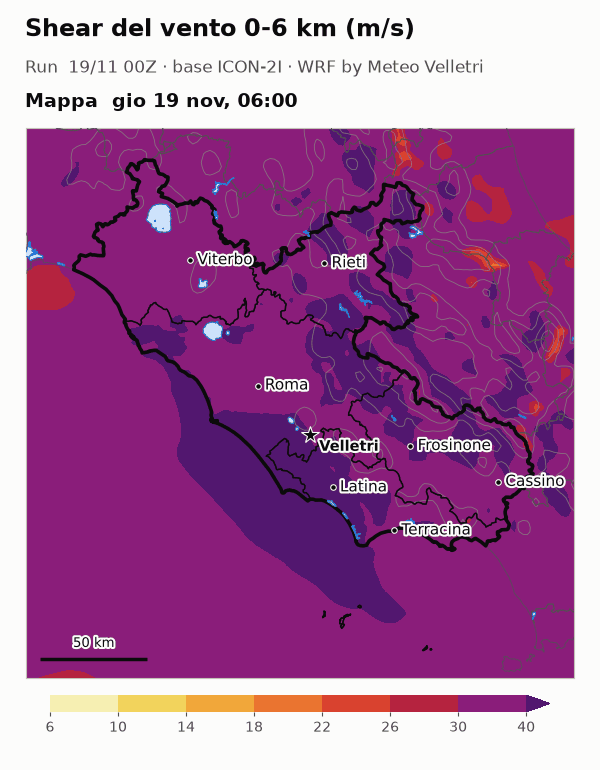 Shear del vento 0-6 km (m/s)
Run 19/11 00Z · base ICON-2I · WRF by Meteo Velletri
Mappa gio 19 nov, 06:00
Viterbo
Rieti
Roma
Velletri
Frosinone
Latina
Cassino
Terracina
50 km
6 10 14 18 22 26 30 40